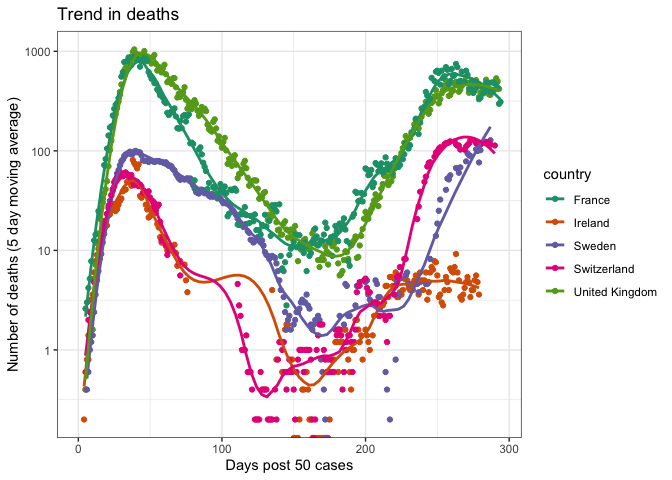 Trend in deaths
Number of deaths (5 day moving average)
1000
100
10
1
0
100
200
300
Days post 50 cases
country
France
Ireland
Sweden
Switzerland
United Kingdom